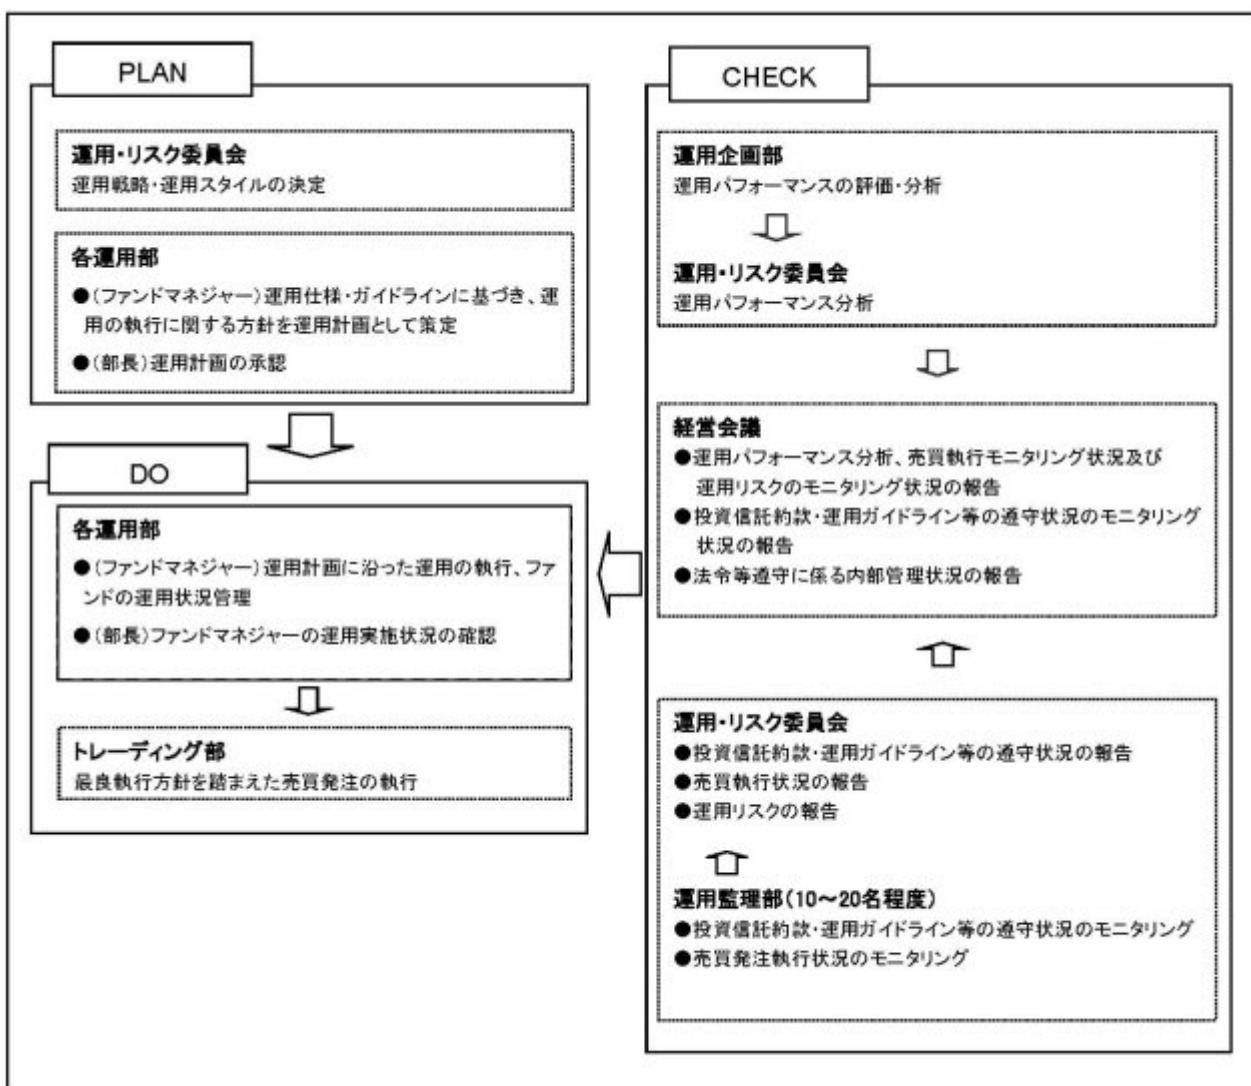 PLAN
運用・リスク委員会
運用戦略・運用スタイルの決定
各運用部
●(ファンドマネジャー)運用仕様・ガイドラインに基づき、運
用の執行に関する方針を運用計画として策定
●(部長)運用計画の承認
DO
各運用部
●(ファンドマネジャー)運用計画に沿った運用の執行、ファ
ンドの運用状況管理
●(部長)ファンドマネジャーの運用実施状況の確認
トレーディング部
最良執行方針を踏まえた売買発注の執行
CHECK
運用企画部
運用パフォーマンスの評価・分析
運用・リスク委員会
運用パフォーマンス分析
経営会議
●運用パフォーマンス分析、売買執行モニタリング状況及び
運用リスクのモニタリング状況の報告
●投資信託約款・運用ガイドライン等の遵守状況のモニタリング
状況の報告
●法令等遵守に係る内部管理状況の報告
運用・リスク委員会
●投資信託約款・運用ガイドライン等の遵守状況の報告
●売買執行状況の報告
●運用リスクの報告
運用監理部(10～20名程度)
●投資信託約款・運用ガイドライン等の遵守状況のモニタリング
●売買発注執行状況のモニタリング